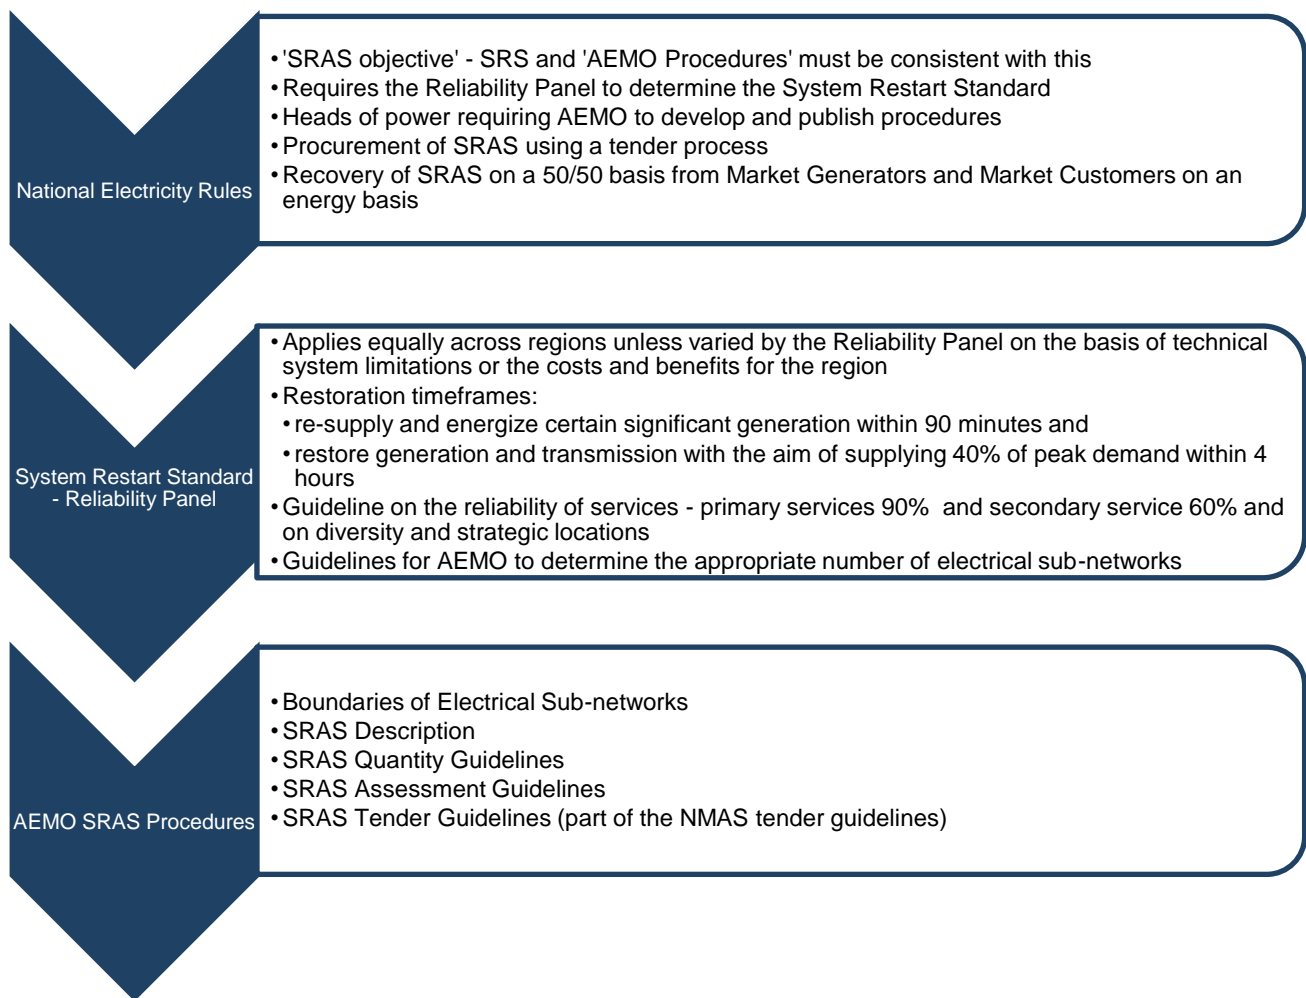 National Electricity Rules
• 'SRAS objective' - SRS and 'AEMO Procedures' must be consistent with this
• Requires the Reliability Panel to determine the System Restart Standard
• Heads of power requiring AEMO to develop and publish procedures
• Procurement of SRAS using a tender process
• Recovery of SRAS on a 50/50 basis from Market Generators and Market Customers on an
energy basis
System Restart Standard
- Reliability Panel
• Applies equally across regions unless varied by the Reliability Panel on the basis of technical
system limitations or the costs and benefits for the region
• Restoration timeframes:
• re-supply and energize certain significant generation within 90 minutes and
• restore generation and transmission with the aim of supplying 40% of peak demand within 4
hours
• Guideline on the reliability of services - primary services 90% and secondary service 60% and
on diversity and strategic locations
• Guidelines for AEMO to determine the appropriate number of electrical sub-networks
AEMO SRAS Procedures
• Boundaries of Electrical Sub-networks
• SRAS Description
• SRAS Quantity Guidelines
• SRAS Assessment Guidelines
• SRAS Tender Guidelines (part of the NMAS tender guidelines)